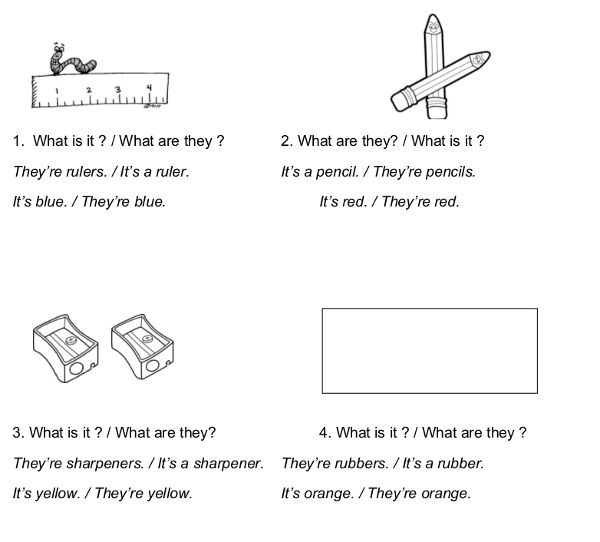 1 2 3 4
1. What is it ? / What are they ?
They're rulers. / It's a ruler.
It's blue. / They're blue.
2. What are they? / What is it ?
It's a pencil. / They're pencils.
It's red. / They're red.
3. What is it ? / What are they?
They're sharpeners. / It's a sharpener.
It's yellow. / They're yellow.
4. What is it ? / What are they ?
They're rubbers. / It's a rubber.
It's orange. / They're orange.